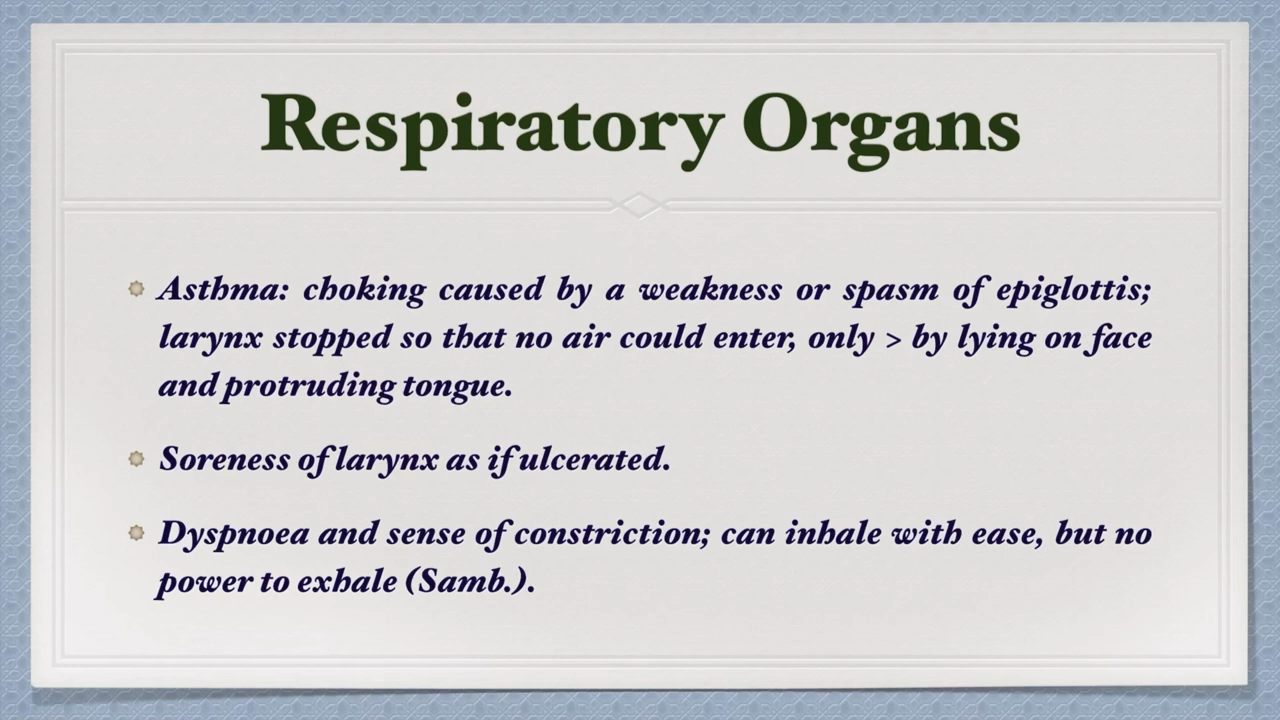 Respiratory Organs
Asthma: choking caused by a weakness or spasm of epiglottis;
larynx stopped so that no air could enter, only > by lying on face
and protruding tongue.
Soreness of larynx as if ulcerated.
Dyspnoea and sense of constriction; can inhale with ease, but no
power to exhale (Samb.).